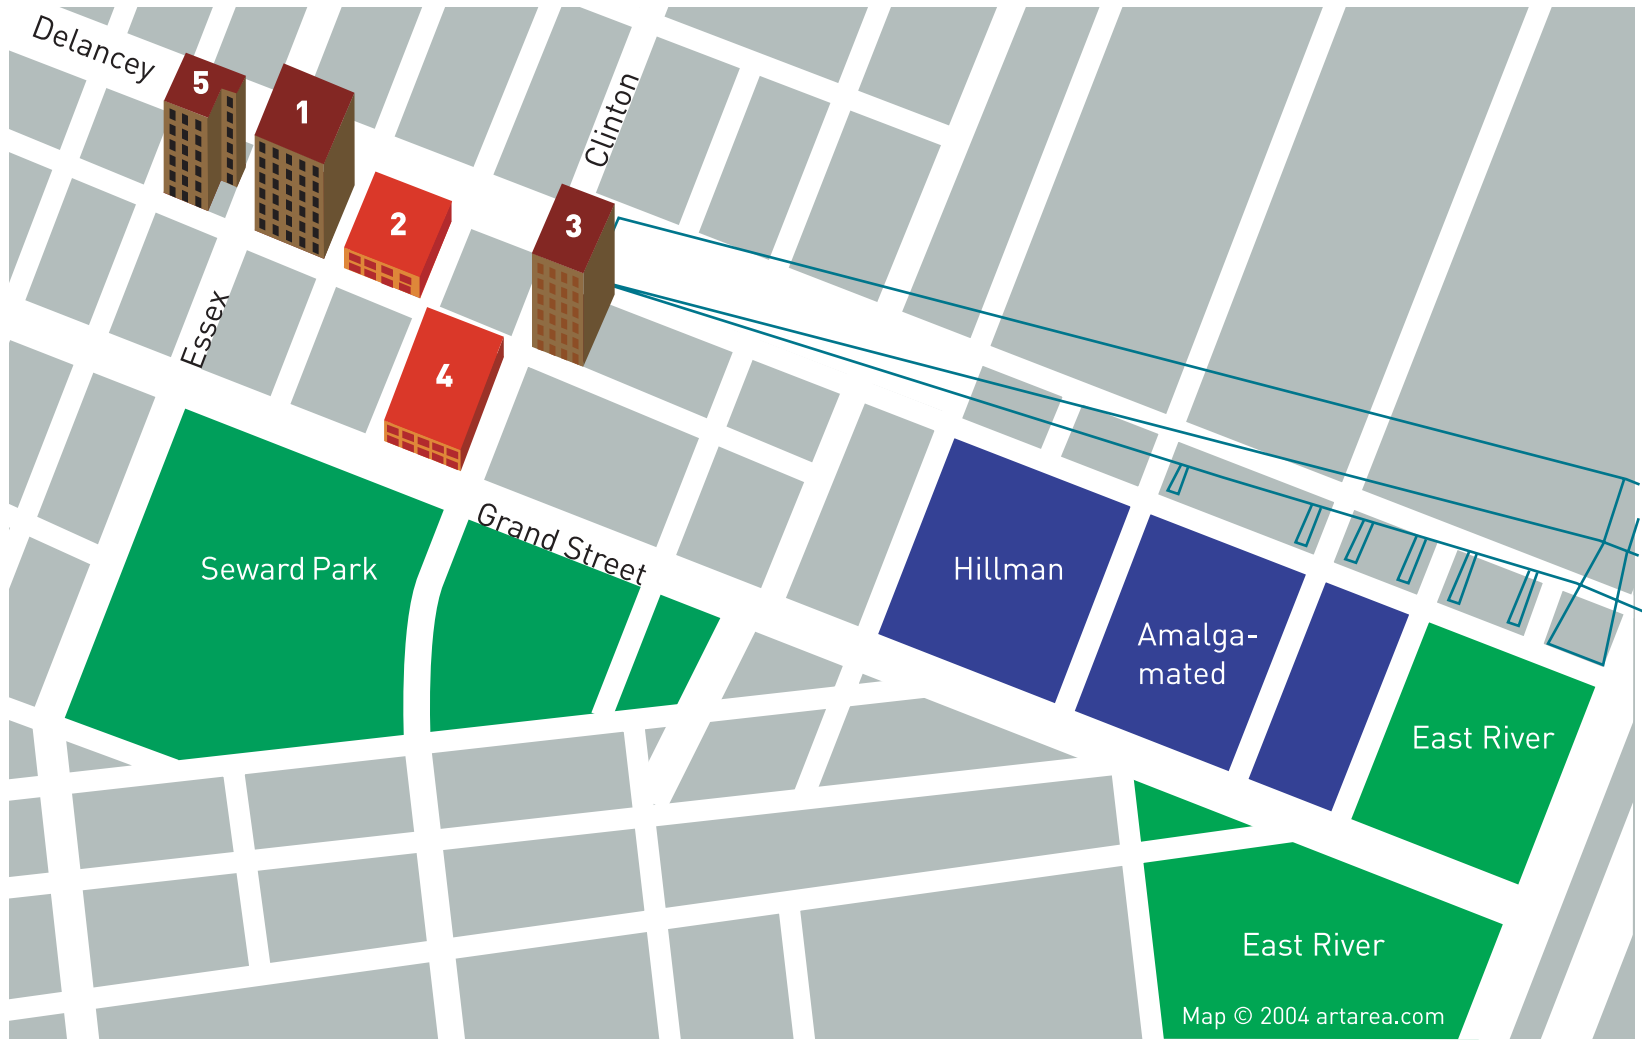 Delancey
5
1
Clinton
2
3
Essex
4
Grand Street
Seward Park
Hillman
Amalga-
mated
East River
East River
Map © 2004 artarea.com